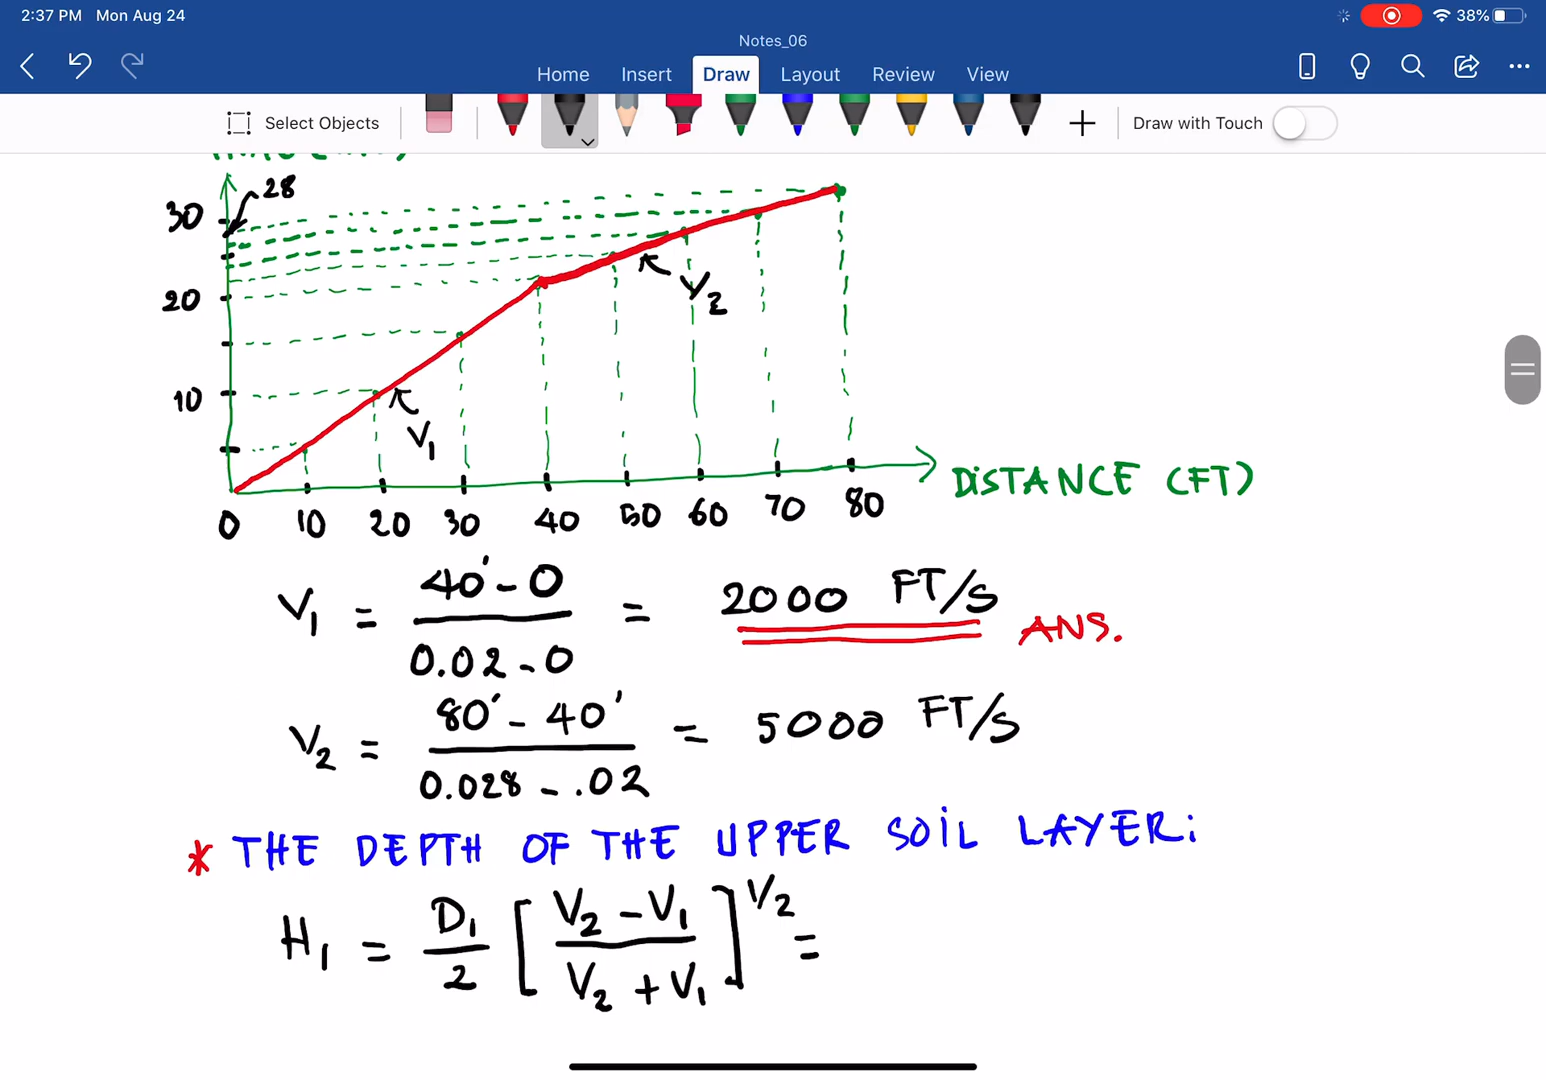 2:37 PM Mon Aug 24
38%
Notes_06
Home Insert Draw Layout Review View
Select Objects
Draw with Touch
28
30
20
10
V2
V1
0 10 20 30 40 50 60 70 80
DISTANCE (FT)
V1 = 40' - 0 / 0.02 - 0 = 2000 FT/S ANS.
V2 = 80' - 40' / 0.028 - .02 = 5000 FT/S
* THE DEPTH OF THE UPPER SOIL LAYER:
H1 = D1 / 2 [ V2 - V1 / V2 + V1 ] 1/2 =